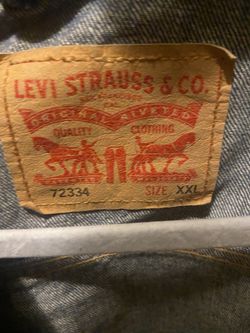 LEVI STRAUSS & CO.
ORIGINAL RIVETED
QUALITY CLOTHING
72334 SIZE XXL